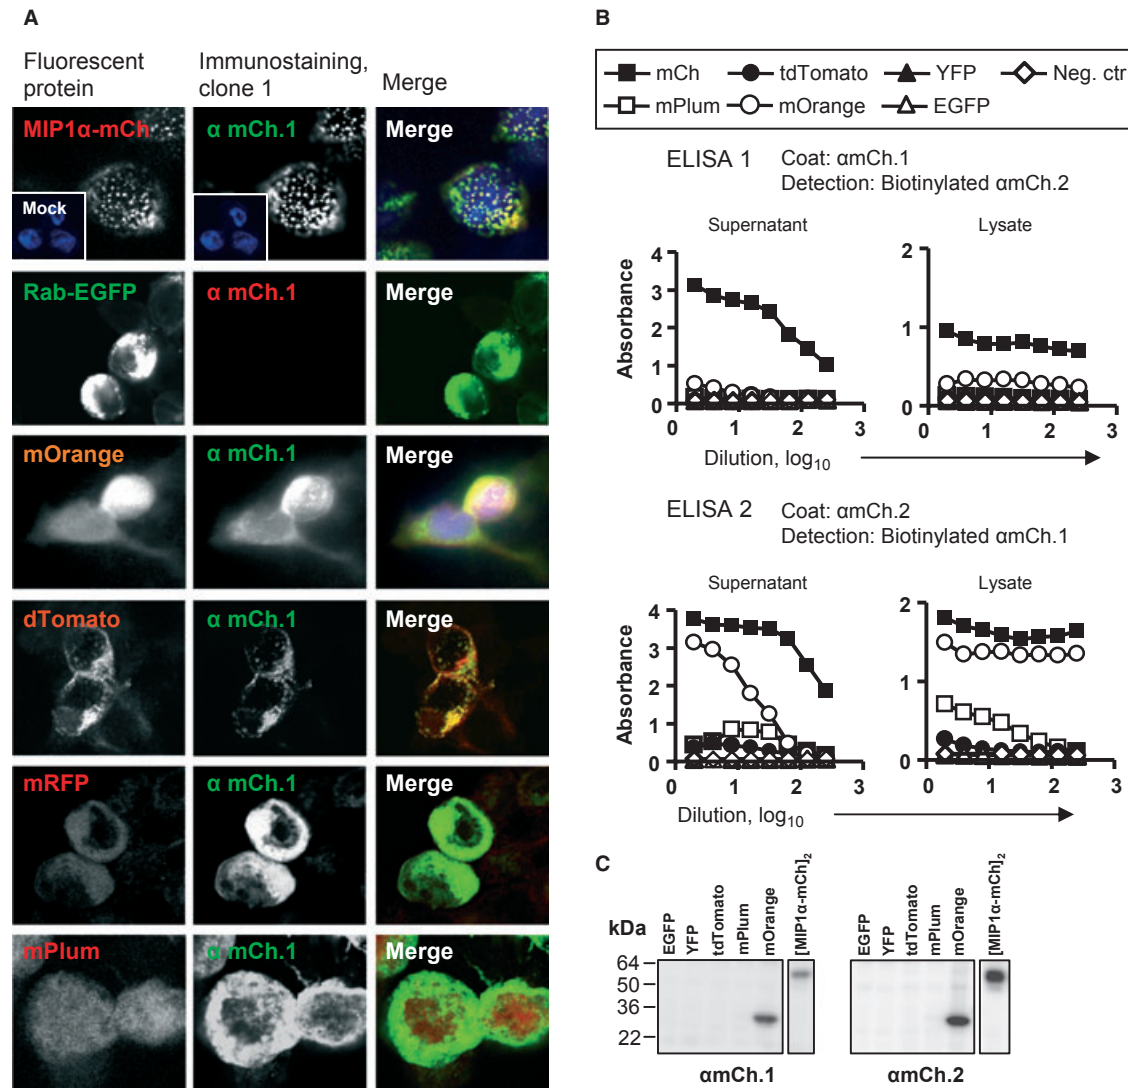 A
Fluorescent protein
Immunostaining, clone 1
Merge
MIP1α-mCh
α mCh.1
Merge
Mock
Rab-EGFP
α mCh.1
Merge
mOrange
α mCh.1
Merge
dTomato
α mCh.1
Merge
mRFP
α mCh.1
Merge
mPlum
α mCh.1
Merge
B
mCh
tdTomato
YFP
Neg. ctr
mPlum
mOrange
EGFP
ELISA 1
Coat: αmCh.1
Detection: Biotinylated αmCh.2
Supernatant
Lysate
Absorbance
4
3
2
1
0
0 1 2 3
2
1
0
0 1 2 3
Dilution, log10
ELISA 2
Coat: αmCh.2
Detection: Biotinylated αmCh.1
Supernatant
Lysate
Absorbance
4
3
2
1
0
0 1 2 3
2
1
0
0 1 2 3
Dilution, log10
C
kDa
64
50
36
22
EGFP
YFP
tdTomato
mPlum
mOrange
[MIP1α-mCh]2
αmCh.1
EGFP
YFP
tdTomato
mPlum
mOrange
[MIP1α-mCh]2
αmCh.2